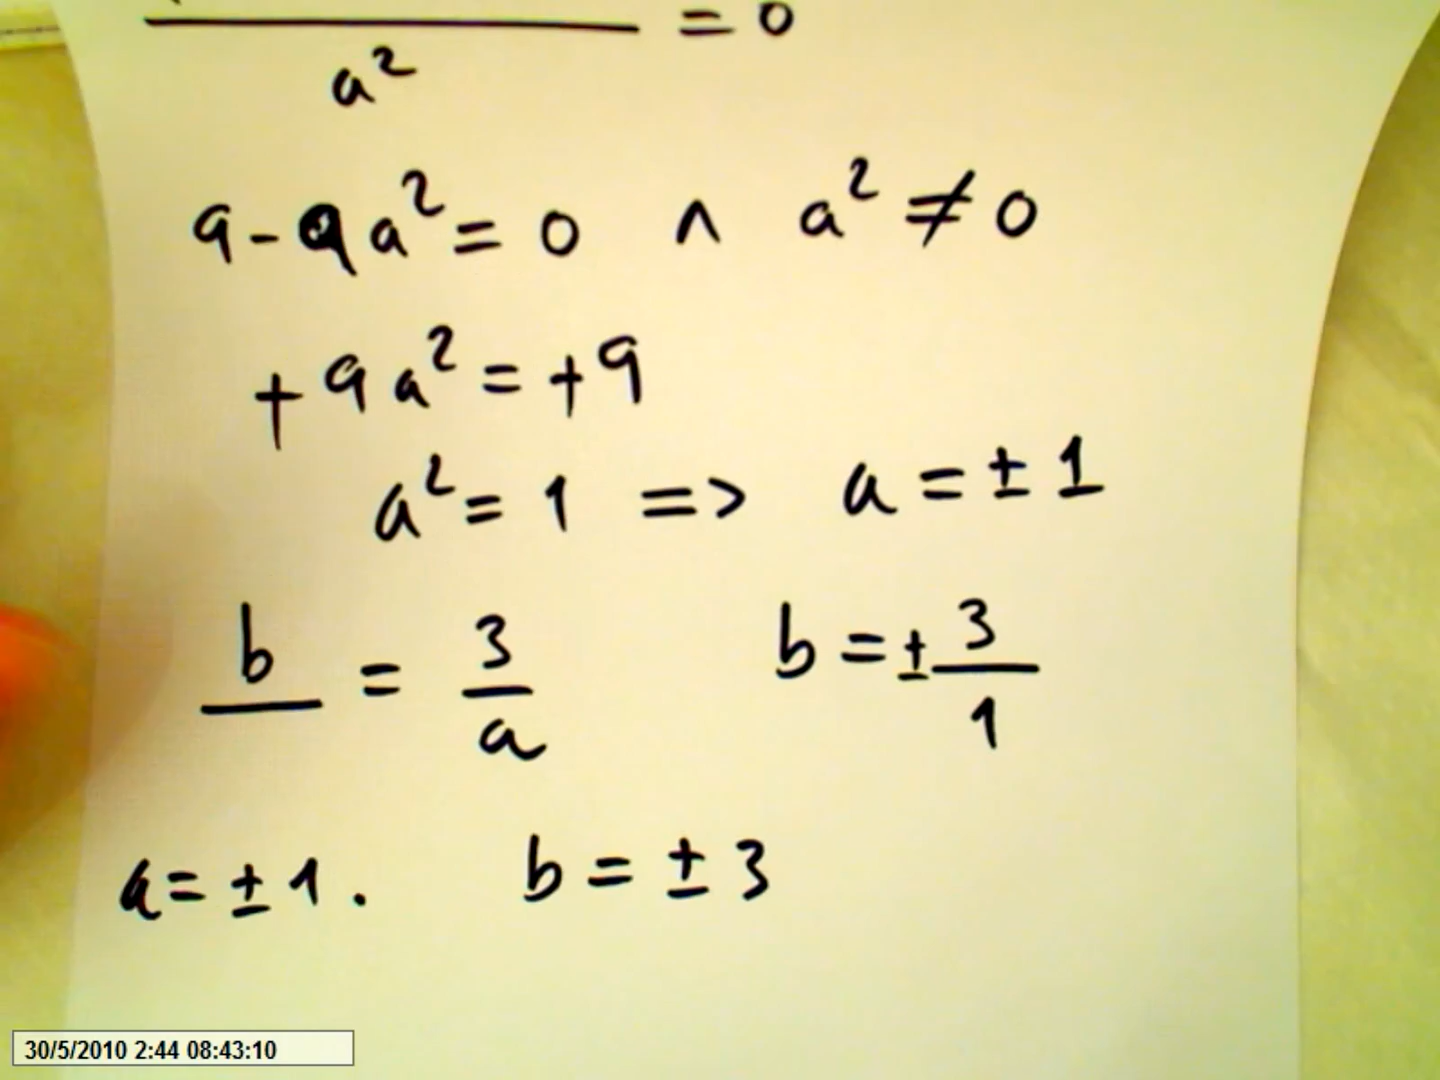 a² = 0
9 - 9a² = 0 ∧ a² ≠ 0
+9a² = +9
a² = 1 => a = ± 1
b = 3/a b = ± 3/1
a = ± 1. b = ± 3
30/5/2010 2:44 08:43:10